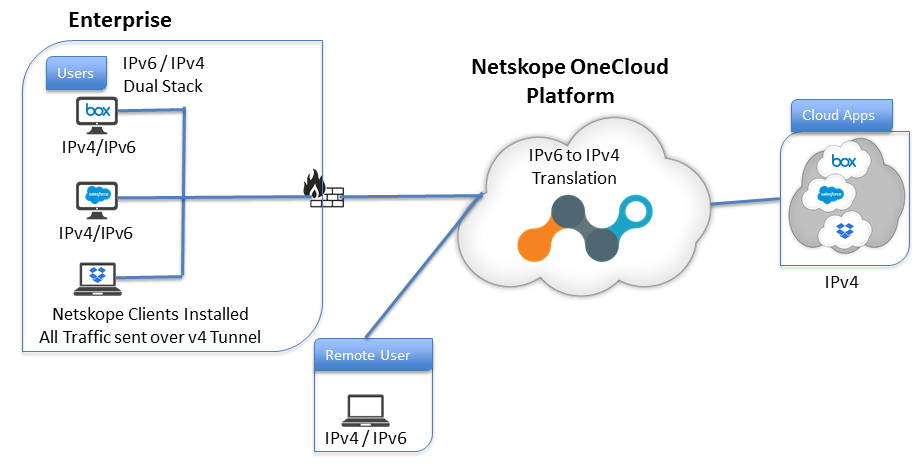 Enterprise
Users
IPv6 / IPv4
Dual Stack
box
IPv4/IPv6
salesforce
IPv4/IPv6
Netskope Clients Installed
All Traffic sent over v4 Tunnel
Remote User
IPv4 / IPv6
Netskope OneCloud
Platform
IPv6 to IPv4
Translation
Cloud Apps
box
salesforce
IPv4